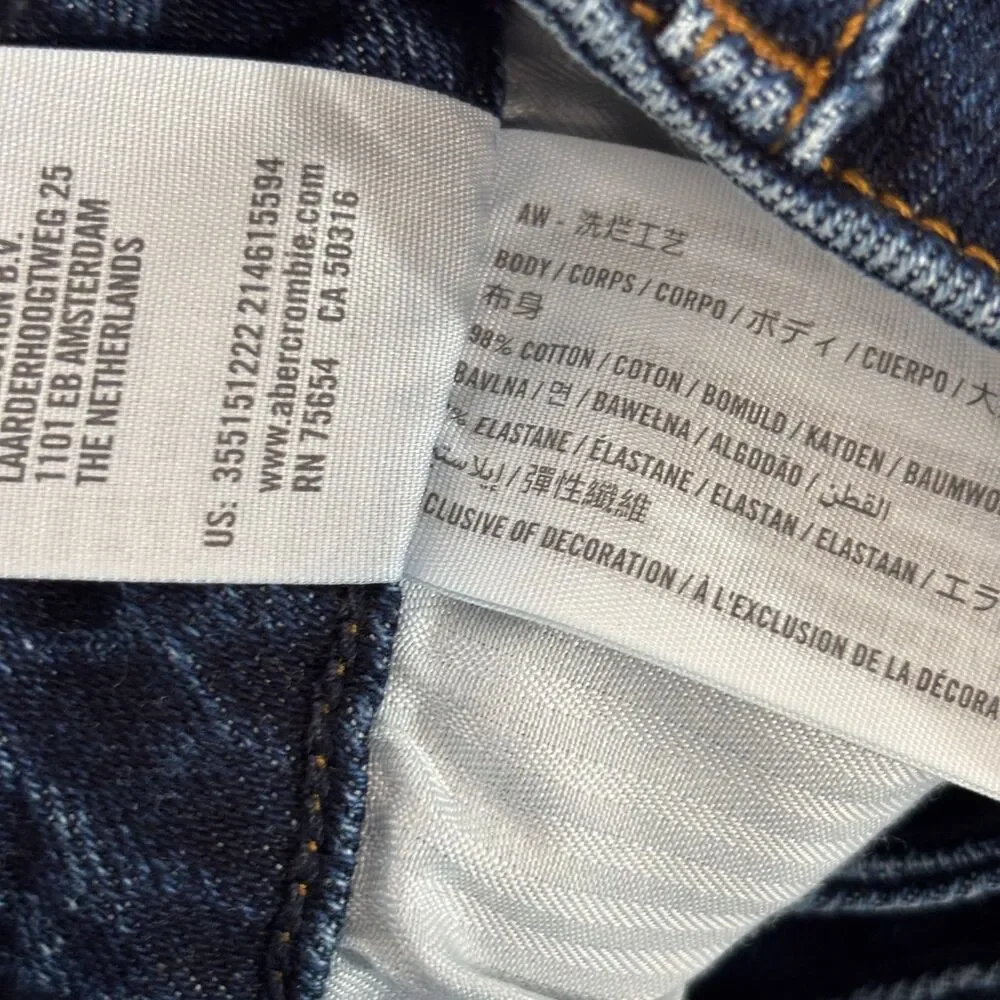 B.V.
LAARDERHOOGTWEG 25
1101 EB AMSTERDAM
THE NETHERLANDS
US: 355151222 214615594
www.abercrombie.com
RN 75654 CA 50316
AW - 洗烂工艺
BODY / CORPS / CORPO / ボディ / CUERPO / 大
布身
98% COTTON / COTON / BOMULD / KATOEN / BAUMWO
BAVLNA / 면 / BAWEŁNA / ALGODÃO / القطن
% ELASTANE / ÉLASTANE / ELASTAN / ELASTAAN / エラ
إيلاستا / 彈性纖維
CLUSIVE OF DECORATION / À L'EXCLUSION DE LA DÉCORA